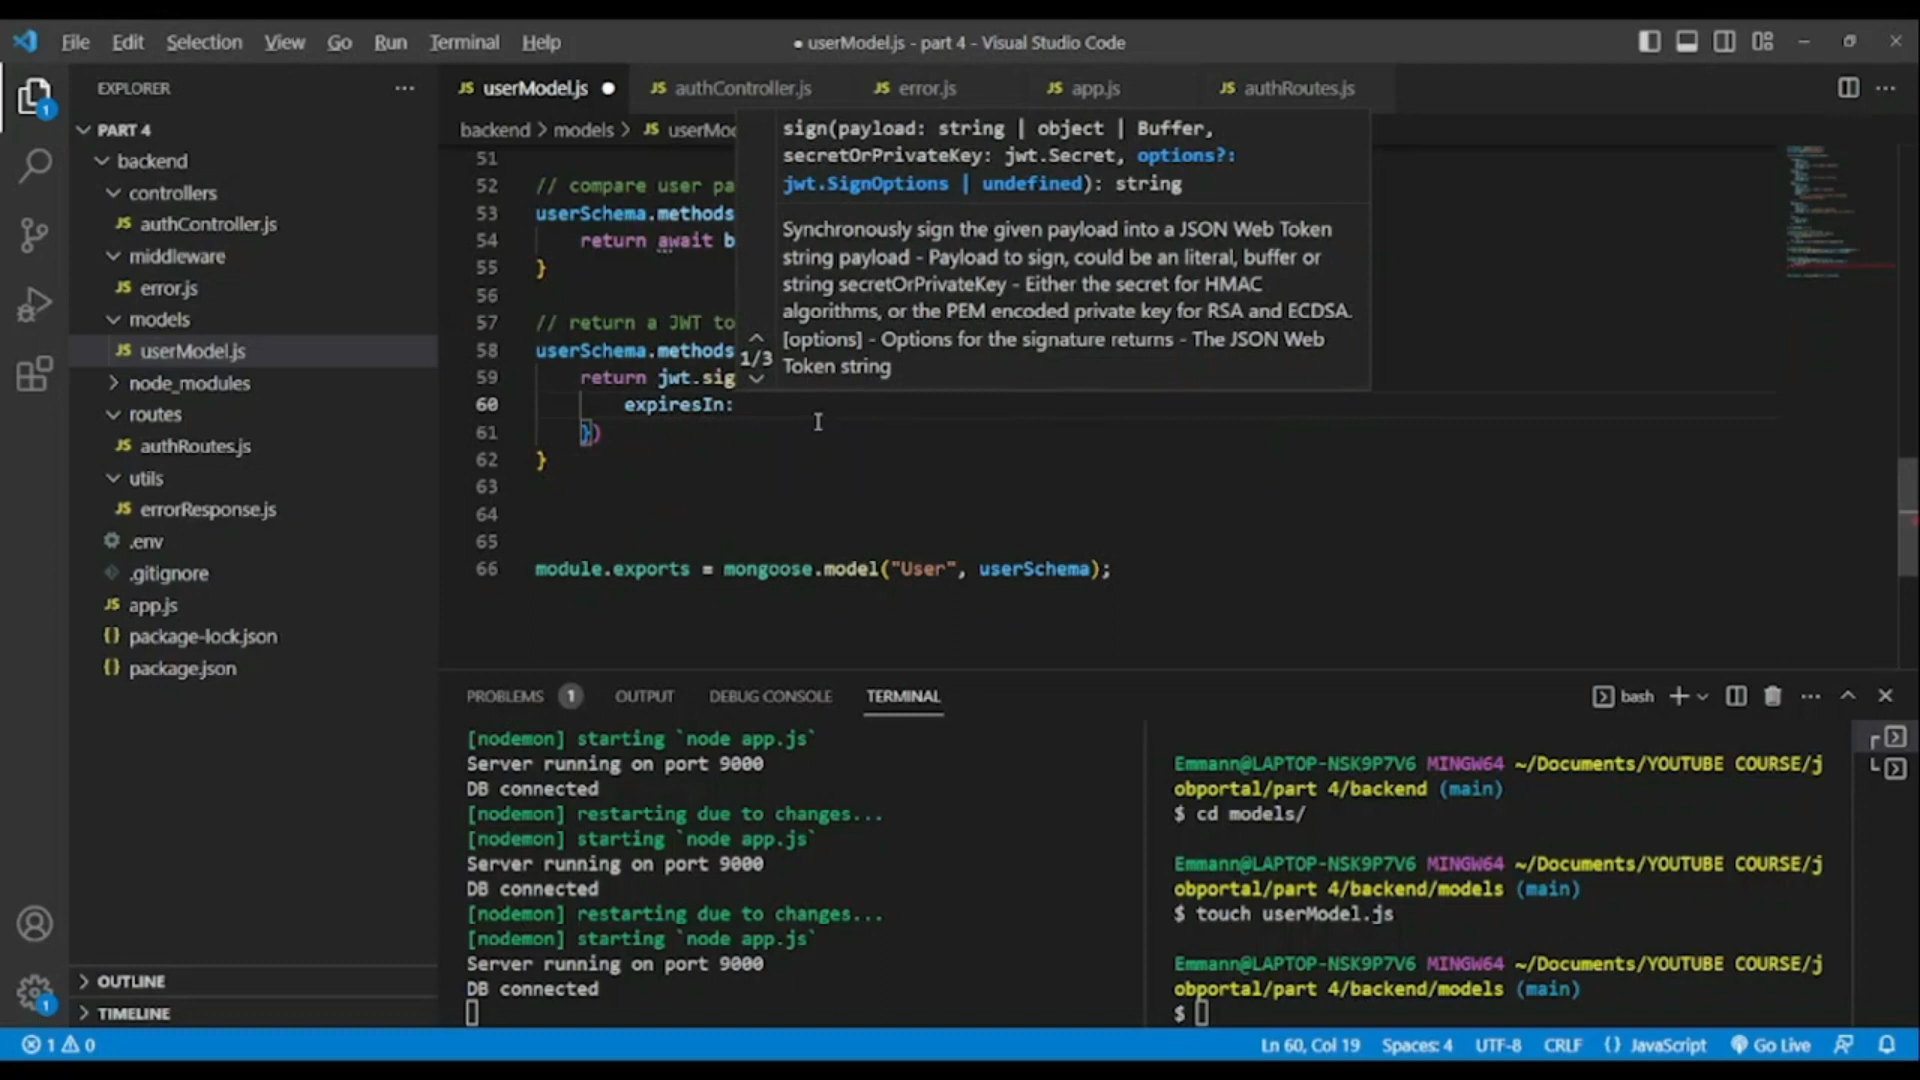 File Edit Selection View Go Run Terminal Help
● userModel.js - part 4 - Visual Studio Code
EXPLORER
PART 4
backend
controllers
JS authController.js
middleware
JS error.js
models
JS userModel.js
node_modules
routes
JS authRoutes.js
utils
JS errorResponse.js
.env
.gitignore
JS app.js
{} package-lock.json
{} package.json
OUTLINE
TIMELINE
JS userModel.js ● JS authController.js JS error.js JS app.js JS authRoutes.js
backend > models > JS userMod
sign(payload: string | object | Buffer,
secretOrPrivateKey: jwt.Secret, options?:
jwt.SignOptions | undefined): string
Synchronously sign the given payload into a JSON Web Token
string payload - Payload to sign, could be an literal, buffer or
string secretOrPrivateKey - Either the secret for HMAC
algorithms, or the PEM encoded private key for RSA and ECDSA.
[options] - Options for the signature returns - The JSON Web
Token string
1/3
51
52 // compare user pa
53 userSchema.methods
54 return await b
55 }
56
57 // return a JWT to
58 userSchema.methods
59 return jwt.sig
60 expiresIn:
61 })
62 }
63
64
65
66 module.exports = mongoose.model("User", userSchema);
PROBLEMS 1 OUTPUT DEBUG CONSOLE TERMINAL
bash
[nodemon] starting `node app.js`
Server running on port 9000
DB connected
[nodemon] restarting due to changes...
[nodemon] starting `node app.js`
Server running on port 9000
DB connected
[nodemon] restarting due to changes...
[nodemon] starting `node app.js`
Server running on port 9000
DB connected
Emmann@LAPTOP-NSK9P7V6 MINGW64 ~/Documents/YOUTUBE COURSE/j
obportal/part 4/backend (main)
$ cd models/
Emmann@LAPTOP-NSK9P7V6 MINGW64 ~/Documents/YOUTUBE COURSE/j
obportal/part 4/backend/models (main)
$ touch userModel.js
Emmann@LAPTOP-NSK9P7V6 MINGW64 ~/Documents/YOUTUBE COURSE/j
obportal/part 4/backend/models (main)
$
1
1
1 0
Ln 60, Col 19 Spaces: 4 UTF-8 CRLF {} JavaScript Go Live